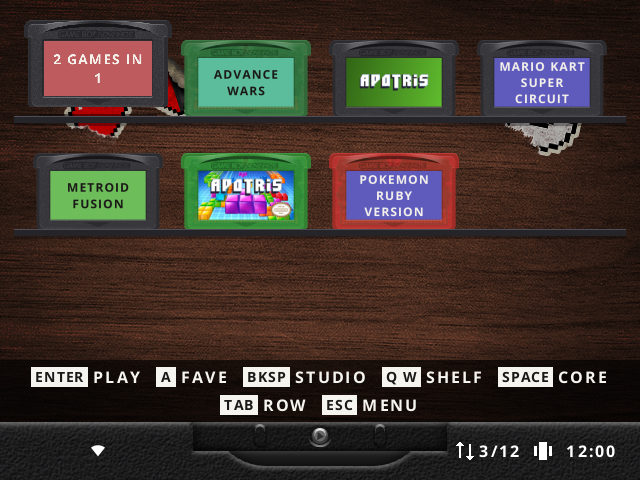 2 GAMES IN
1
ADVANCE
WARS
APOTRIS
MARIO KART
SUPER
CIRCUIT
METROID
FUSION
APOTRIS
POKEMON
RUBY
VERSION
ENTER PLAY A FAVE BKSP STUDIO Q W SHELF SPACE CORE
TAB ROW ESC MENU
3/12 12:00